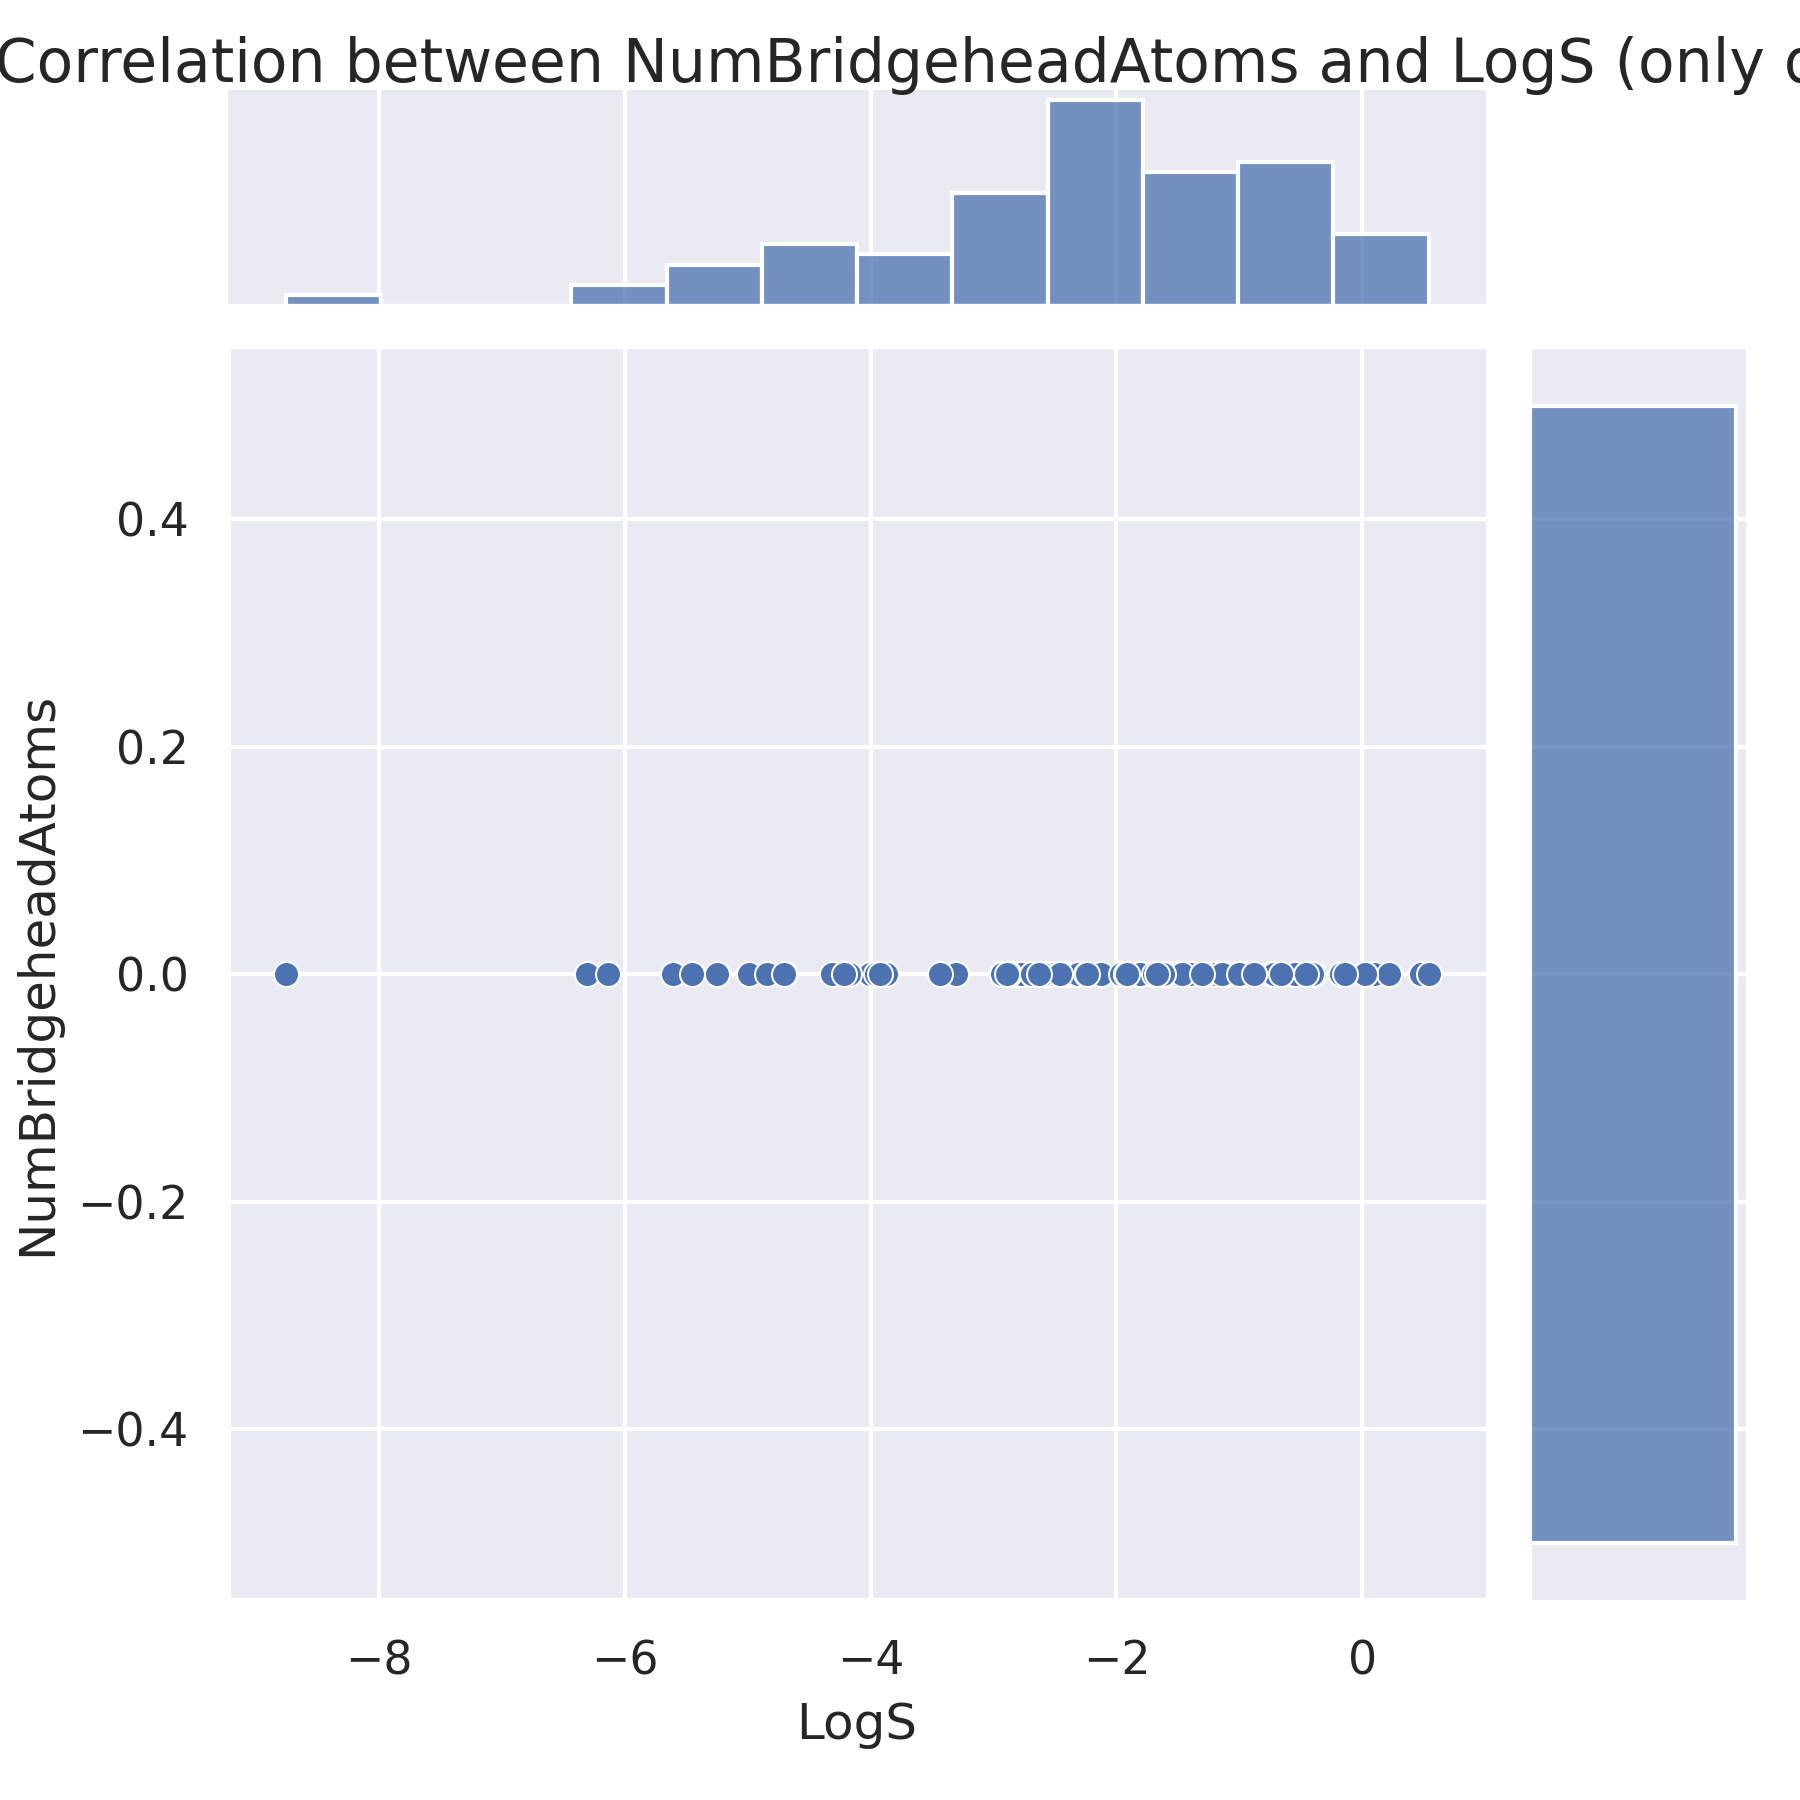 Correlation between NumBridgeheadAtoms and LogS (only
0.4
0.2
0.0
−0.2
−0.4
NumBridgeheadAtoms
−8 −6 −4 −2 0
LogS